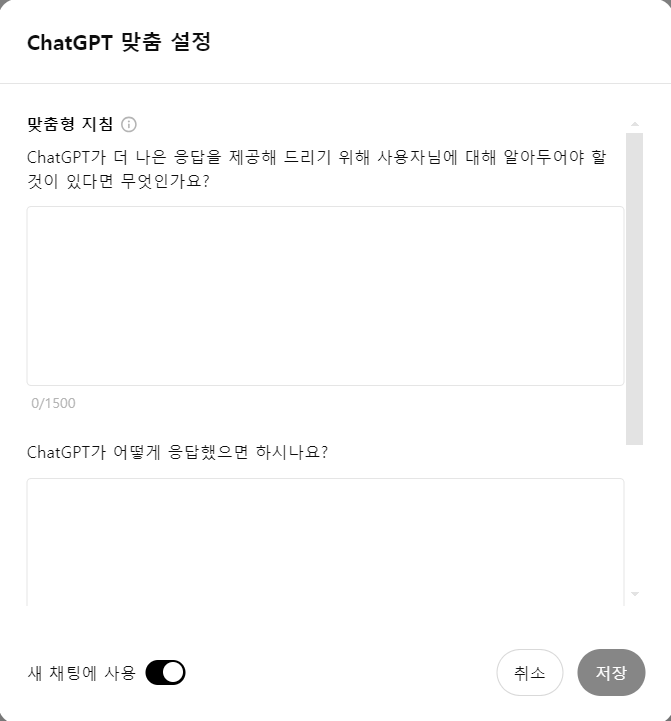 ChatGPT 맞춤 설정
맞춤형 지침
ChatGPT가 더 나은 응답을 제공해 드리기 위해 사용자님에 대해 알아두어야 할
것이 있다면 무엇인가요?
0/1500
ChatGPT가 어떻게 응답했으면 하시나요?
새 채팅에 사용
취소
저장